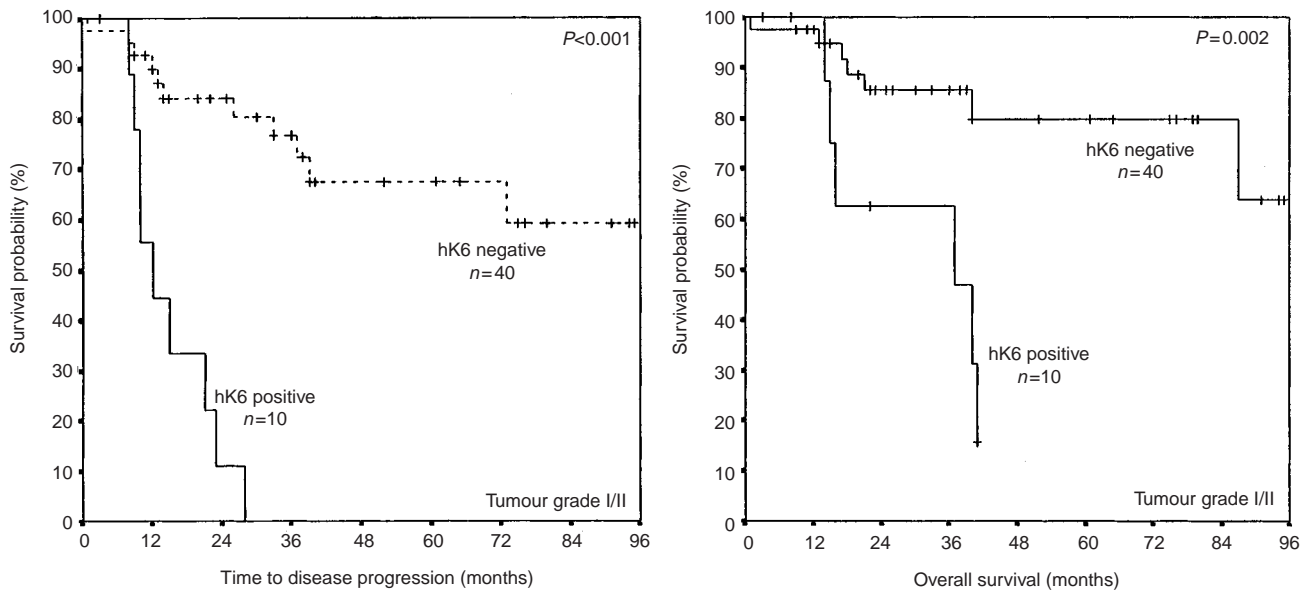 100
90
80
70
60
50
40
30
20
10
0
Survival probability (%)
P<0.001
hK6 negative
n=40
hK6 positive
n=10
Tumour grade I/II
0 12 24 36 48 60 72 84 96
Time to disease progression (months)
100
90
80
70
60
50
40
30
20
10
0
Survival probability (%)
P=0.002
hK6 negative
n=40
hK6 positive
n=10
Tumour grade I/II
0 12 24 36 48 60 72 84 96
Overall survival (months)